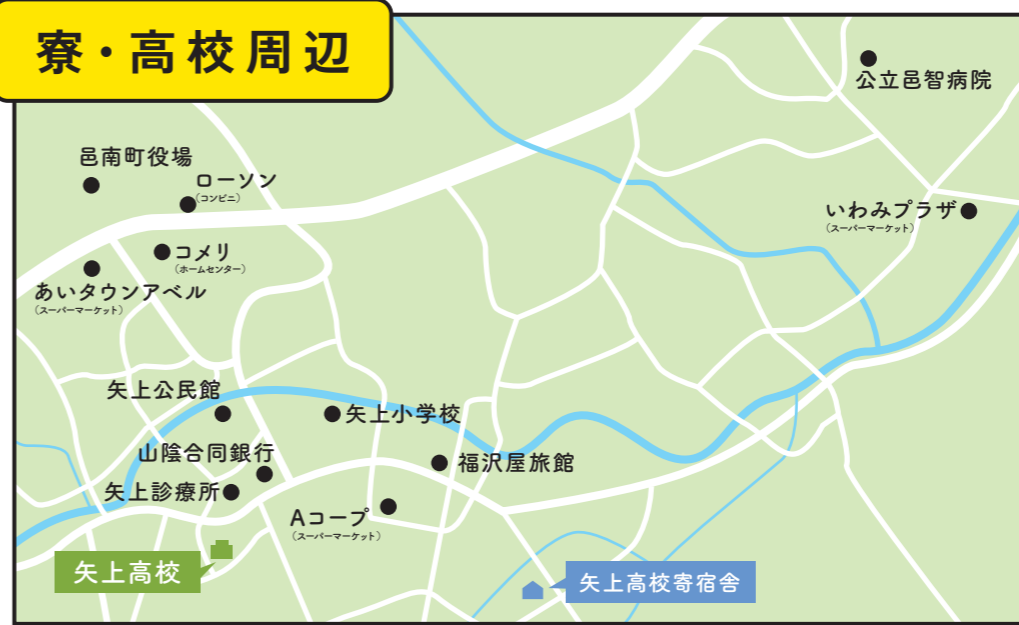 寮・高校周辺
公立邑智病院
邑南町役場
ローソン
(コンビニ)
いわみプラザ
(スーパーマーケット)
コメリ
(ホームセンター)
あいタウンアベル
(スーパーマーケット)
矢上公民館
矢上小学校
山陰合同銀行
福沢屋旅館
矢上診療所
Aコープ
(スーパーマーケット)
矢上高校
矢上高校寄宿舎